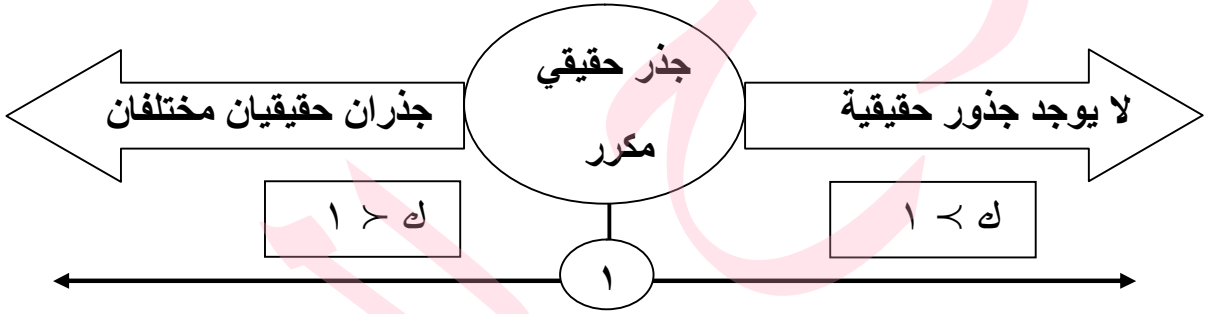 لا يوجد جذور حقيقية
جذر حقيقي
مكرر
جذران حقيقيان مختلفان
ك ≻ ١
ك ≺ ١
١